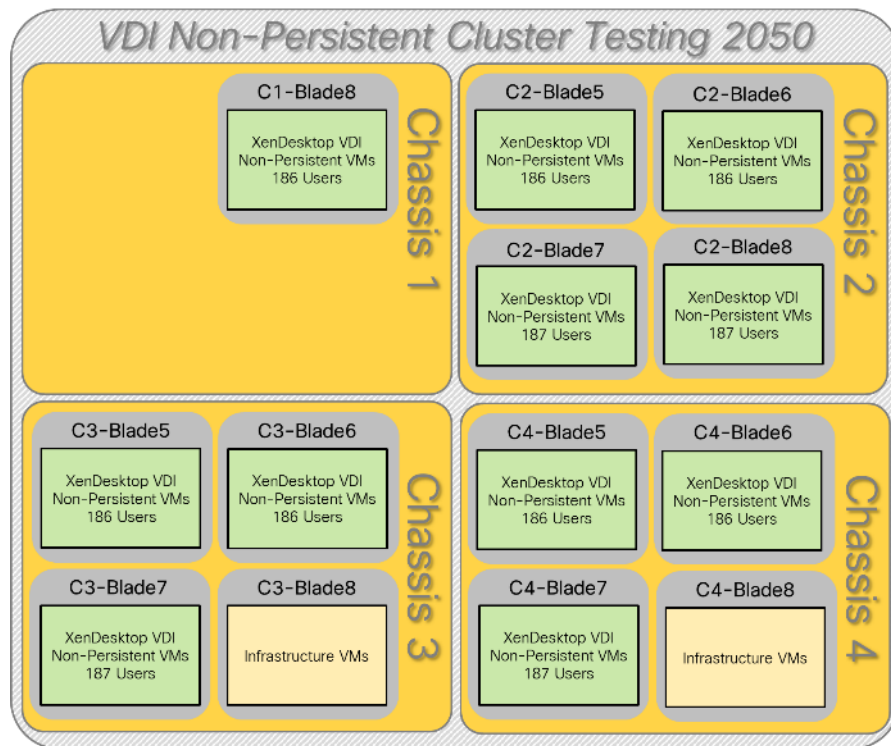 VDI Non-Persistent Cluster Testing 2050
C1-Blade8
XenDesktop VDI
Non-Persistent VMs
186 Users
Chassis 1
C2-Blade5
XenDesktop VDI
Non-Persistent VMs
186 Users
C2-Blade6
XenDesktop VDI
Non-Persistent VMs
186 Users
C2-Blade7
XenDesktop VDI
Non-Persistent VMs
187 Users
C2-Blade8
XenDesktop VDI
Non-Persistent VMs
187 Users
Chassis 2
C3-Blade5
XenDesktop VDI
Non-Persistent VMs
186 Users
C3-Blade6
XenDesktop VDI
Non-Persistent VMs
186 Users
C3-Blade7
XenDesktop VDI
Non-Persistent VMs
187 Users
C3-Blade8
Infrastructure VMs
Chassis 3
C4-Blade5
XenDesktop VDI
Non-Persistent VMs
186 Users
C4-Blade6
XenDesktop VDI
Non-Persistent VMs
186 Users
C4-Blade7
XenDesktop VDI
Non-Persistent VMs
187 Users
C4-Blade8
Infrastructure VMs
Chassis 4